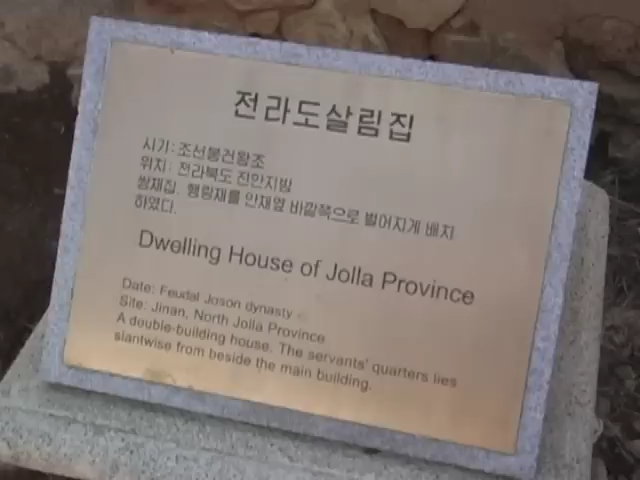 전라도살림집
시기: 조선봉건왕조
위치: 전라북도 진안지방
쌍채집. 행랑채를 안채옆 바깥쪽으로 벌어지게 배치
하였다.
Dwelling House of Jolla Province
Date: Feudal Joson dynasty
Site: Jinan, North Jolla Province
A double-building house. The servants' quarters lies
slantwise from beside the main building.